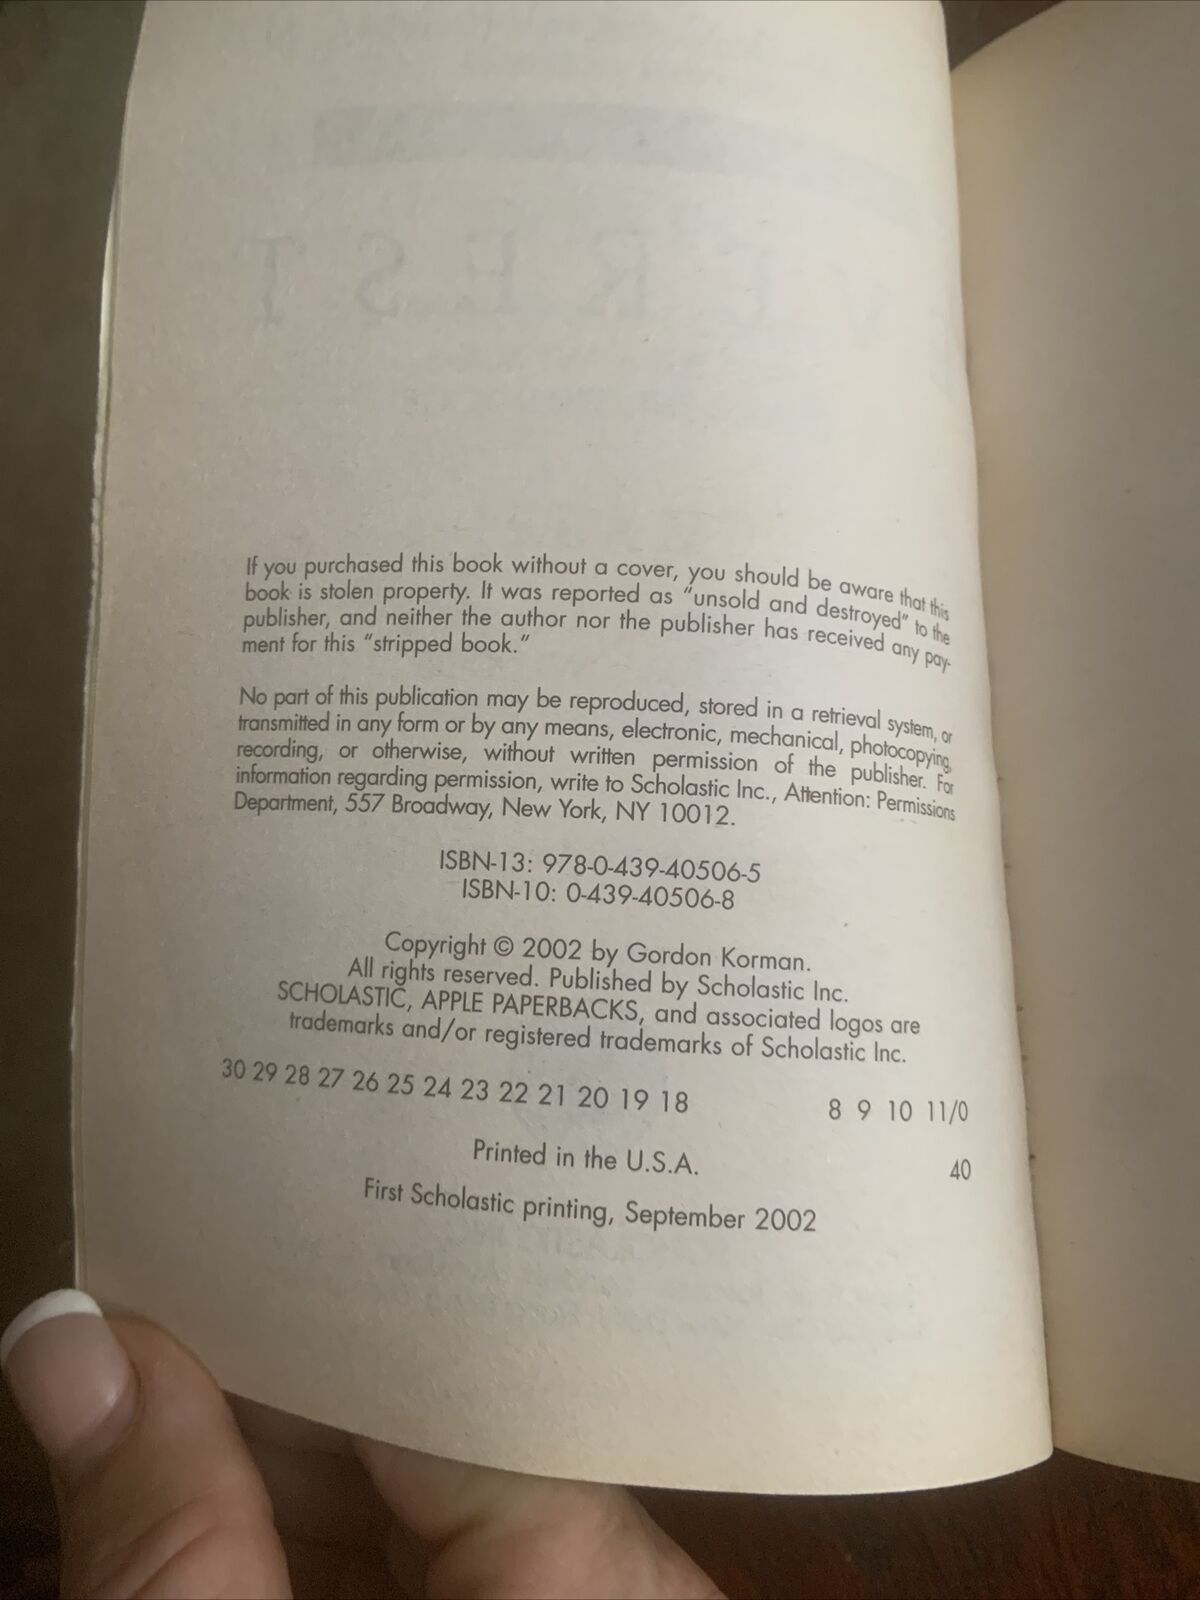 If you purchased this book without a cover, you should be aware that this
book is stolen property. It was reported as “unsold and destroyed” to the
publisher, and neither the author nor the publisher has received any pay-
ment for this “stripped book.”
No part of this publication may be reproduced, stored in a retrieval system, or
transmitted in any form or by any means, electronic, mechanical, photocopying,
recording, or otherwise, without written permission of the publisher. For
information regarding permission, write to Scholastic Inc., Attention: Permissions
Department, 557 Broadway, New York, NY 10012.
ISBN-13: 978-0-439-40506-5
ISBN-10: 0-439-40506-8
Copyright © 2002 by Gordon Korman.
All rights reserved. Published by Scholastic Inc.
SCHOLASTIC, APPLE PAPERBACKS, and associated logos are
trademarks and/or registered trademarks of Scholastic Inc.
30 29 28 27 26 25 24 23 22 21 20 19 18 8 9 10 11/0
Printed in the U.S.A. 40
First Scholastic printing, September 2002